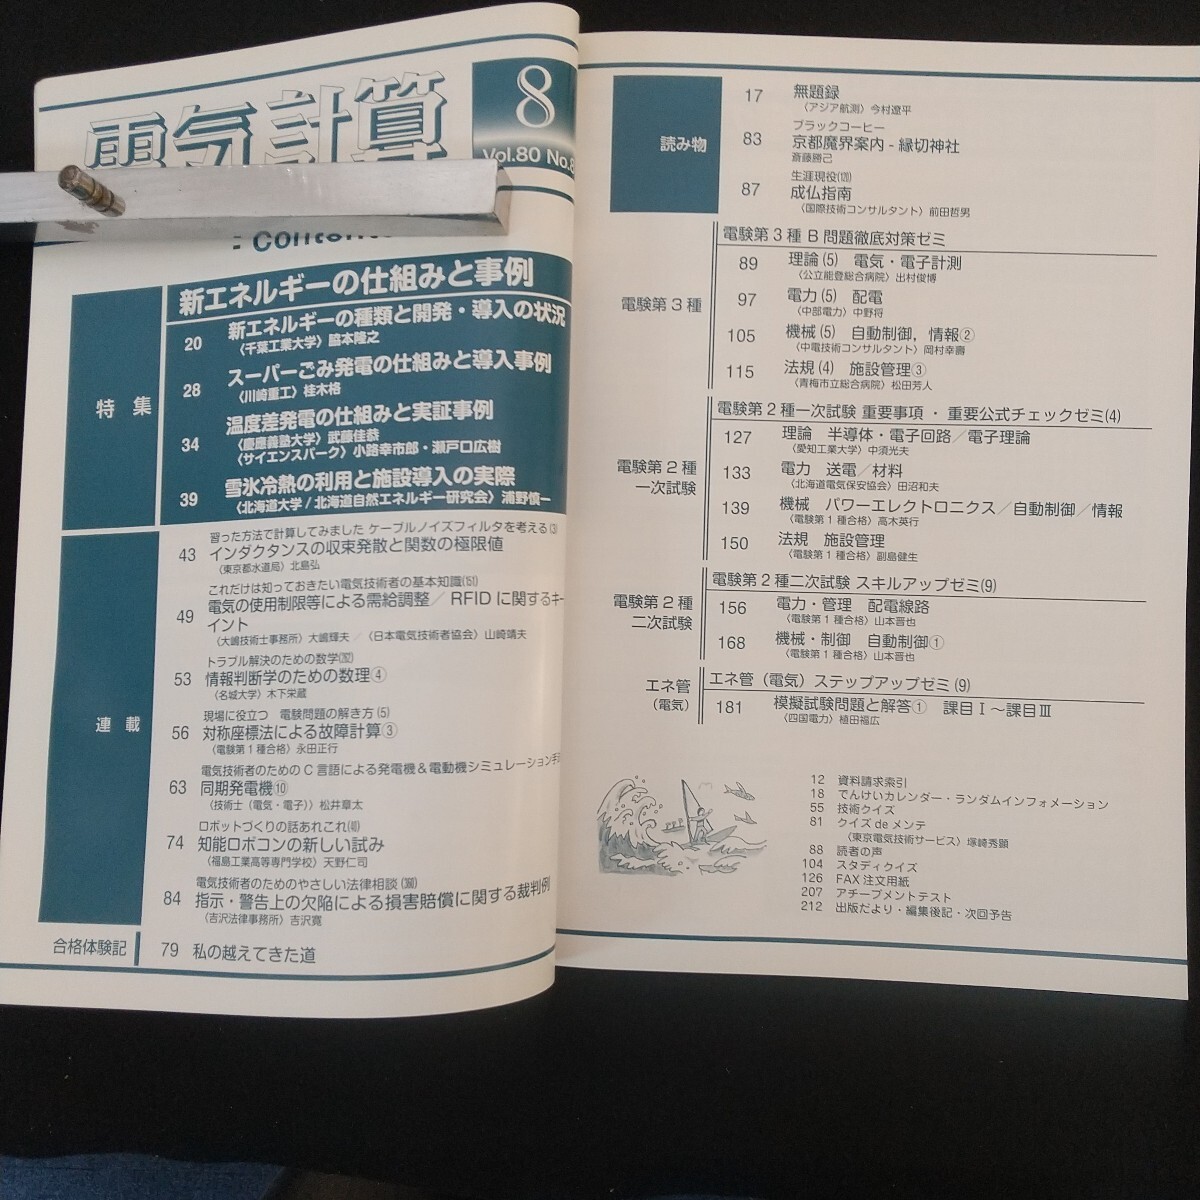 電気計算
8
Vol.80 No.8
: Contents
特集
新エネルギーの仕組みと事例
20 新エネルギーの種類と開発・導入の状況
〈千葉工業大学〉脇本隆之
28 スーパーごみ発電の仕組みと導入事例
〈川崎重工〉桂木格
34 温度差発電の仕組みと実証事例
〈慶應義塾大学〉武藤佳恭
〈サイエンスパーク〉小路幸市郎・瀬戸口広樹
39 雪氷冷熱の利用と施設導入の実際
〈北海道大学/北海道自然エネルギー研究会〉浦野慎一
連載
習った方法で計算してみました ケーブルノイズフィルタを考える(3)
43 インダクタンスの収束発散と関数の極限値
〈東京都水道局〉北島弘
これだけは知っておきたい電気技術者の基本知識(51)
49 電気の使用制限等による需給調整／RFIDに関するキー
イント
〈大嶋技術士事務所〉大嶋輝夫／〈日本電気技術者協会〉山崎靖夫
トラブル解決のための数学
53 情報判断学のための数理④
〈名城大学〉木下栄蔵
現場に役立つ 電験問題の解き方(5)
56 対称座標法による故障計算③
〈電験第1種合格〉永田正行
電気技術者のためのC言語による発電機＆電動機シミュレーション手
63 同期発電機⑩
〈技術士（電気・電子）〉松井章太
ロボットづくりの話あれこれ
74 知能ロボコンの新しい試み
〈福島工業高等専門学校〉天野仁司
電気技術者のためのやさしい法律相談
84 指示・警告上の欠陥による損害賠償に関する裁判例
〈吉沢法律事務所〉吉沢寛
合格体験記
79 私の越えてきた道
読み物
17 無題録
〈アジア航測〉今村遼平
ブラックコーヒー
83 京都魔界案内 - 縁切神社
斎藤勝己
生涯現役(120)
87 成仏指南
〈国際技術コンサルタント〉前田哲男
電験第3種
電験第3種 B問題徹底対策ゼミ
89 理論(5) 電気・電子計測
〈公立能登総合病院〉出村俊博
97 電力(5) 配電
〈中部電力〉中野将
105 機械(5) 自動制御，情報②
〈中電技術コンサルタント〉岡村幸壽
115 法規(4) 施設管理③
〈青梅市立総合病院〉松田芳人
電験第2種
一次試験
電験第2種一次試験 重要事項・重要公式チェックゼミ(4)
127 理論 半導体・電子回路／電子理論
〈愛知工業大学〉中須光夫
133 電力 送電／材料
〈北海道電気保安協会〉田沼和夫
139 機械 パワーエレクトロニクス／自動制御／情報
〈電験第1種合格〉高木英行
150 法規 施設管理
〈電験第1種合格〉副島健生
電験第2種
二次試験
電験第2種二次試験 スキルアップゼミ(9)
156 電力・管理 配電線路
〈電験第1種合格〉山本晋也
168 機械・制御 自動制御①
〈電験第1種合格〉山本晋也
エネ管
（電気）
エネ管（電気）ステップアップゼミ(9)
181 模擬試験問題と解答① 課目Ⅰ～課目Ⅲ
〈四国電力〉植田福広
12 資料請求索引
18 でんけいカレンダー・ランダムインフォメーション
55 技術クイズ
81 クイズ de メンテ
〈東京電気技術サービス〉塚崎秀顕
88 読者の声
104 スタディクイズ
126 FAX注文用紙
207 アチーブメントテスト
212 出版だより・編集後記・次回予告